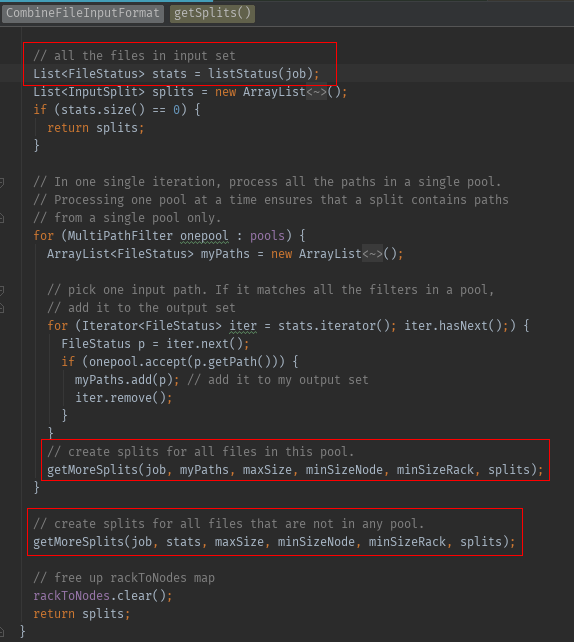 CombineFileInputFormat getSplits()
// all the files in input set
List<FileStatus> stats = listStatus(job);
List<InputSplit> splits = new ArrayList<~>();
if (stats.size() == 0) {
return splits;
}
// In one single iteration, process all the paths in a single pool.
// Processing one pool at a time ensures that a split contains paths
// from a single pool only.
for (MultiPathFilter onepool : pools) {
ArrayList<FileStatus> myPaths = new ArrayList<~>();
// pick one input path. If it matches all the filters in a pool,
// add it to the output set
for (Iterator<FileStatus> iter = stats.iterator(); iter.hasNext();) {
FileStatus p = iter.next();
if (onepool.accept(p.getPath())) {
myPaths.add(p); // add it to my output set
iter.remove();
}
}
// create splits for all files in this pool.
getMoreSplits(job, myPaths, maxSize, minSizeNode, minSizeRack, splits);
}
// create splits for all files that are not in any pool.
getMoreSplits(job, stats, maxSize, minSizeNode, minSizeRack, splits);
// free up rackToNodes map
rackToNodes.clear();
return splits;
}